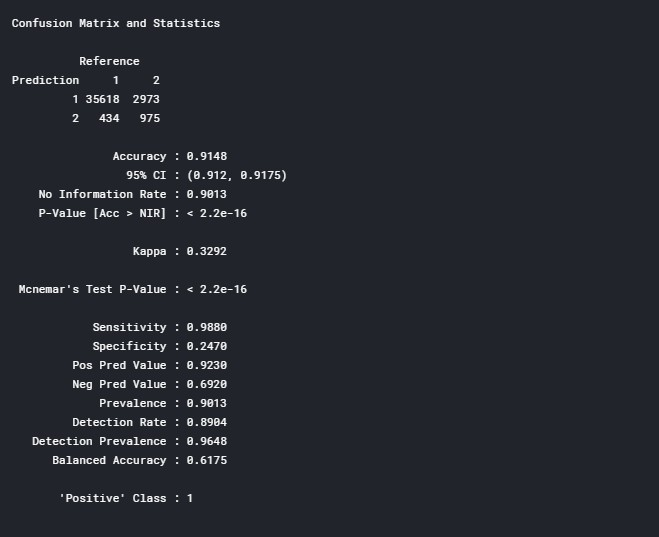 Confusion Matrix and Statistics
Reference
Prediction 1 2
1 35618 2973
2 434 975
Accuracy : 0.9148
95% CI : (0.912, 0.9175)
No Information Rate : 0.9013
P-Value [Acc > NIR] : < 2.2e-16
Kappa : 0.3292
Mcnemar's Test P-Value : < 2.2e-16
Sensitivity : 0.9880
Specificity : 0.2470
Pos Pred Value : 0.9230
Neg Pred Value : 0.6920
Prevalence : 0.9013
Detection Rate : 0.8904
Detection Prevalence : 0.9648
Balanced Accuracy : 0.6175
'Positive' Class : 1